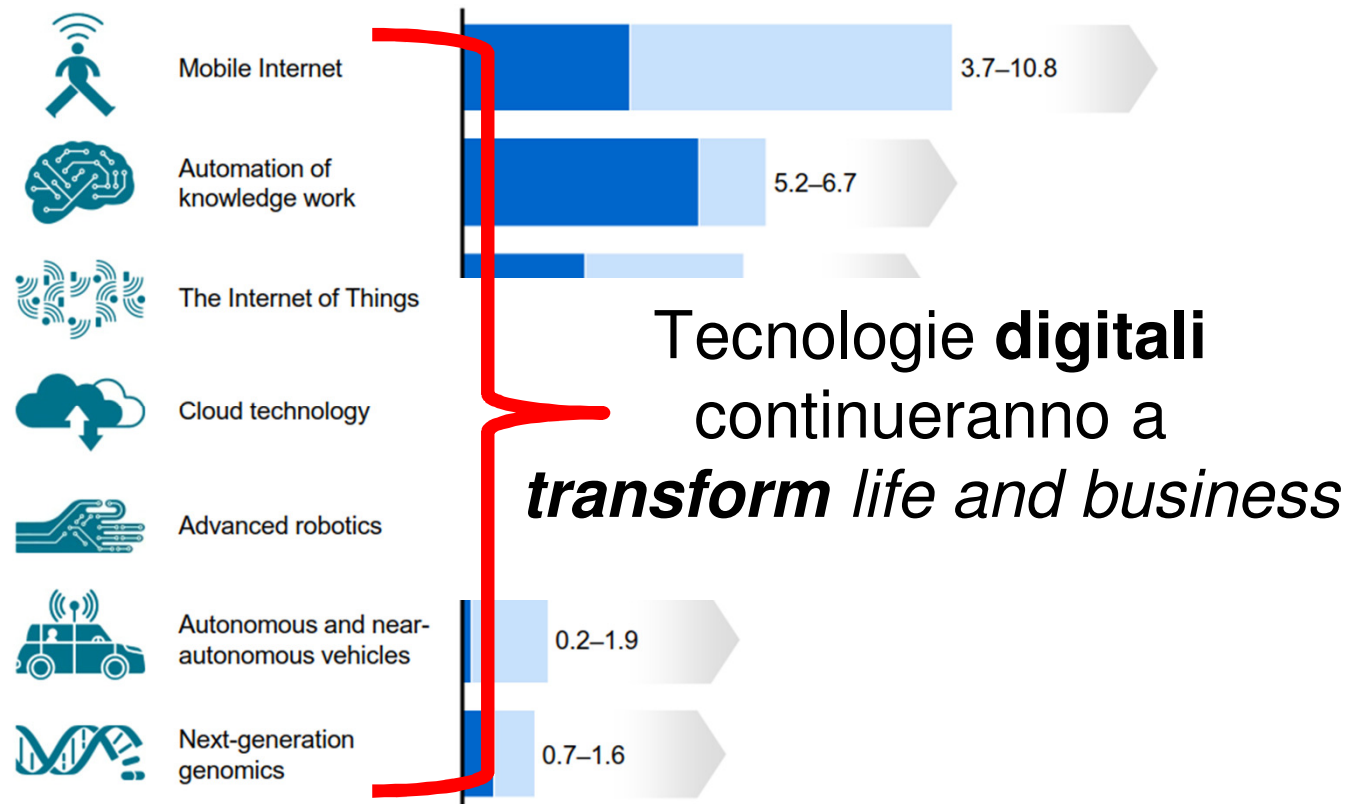 Mobile Internet
3.7–10.8
Automation of
knowledge work
5.2–6.7
The Internet of Things
Tecnologie digitali
continueranno a
transform life and business
Cloud technology
Advanced robotics
Autonomous and near-
autonomous vehicles
0.2–1.9
Next-generation
genomics
0.7–1.6